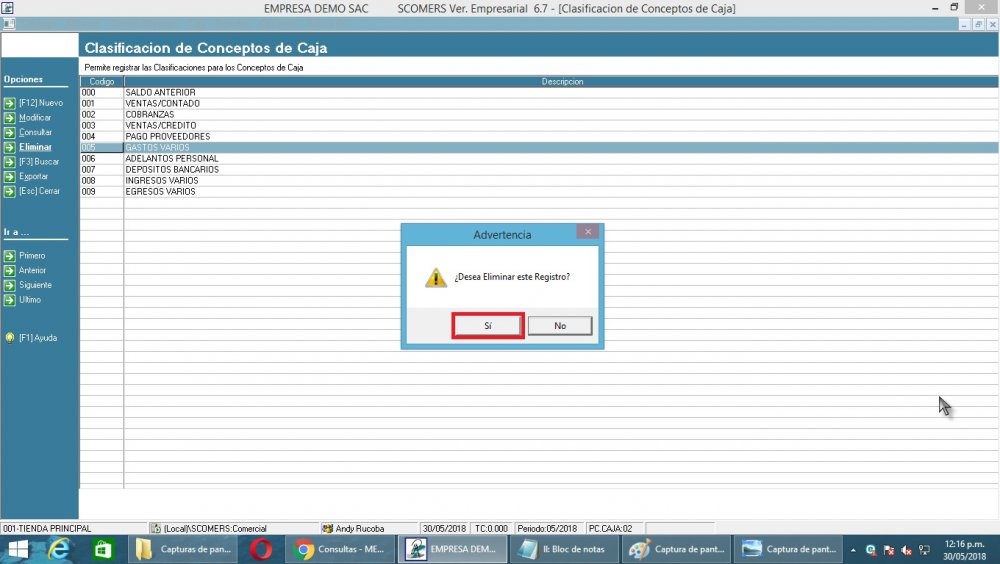 EMPRESA DEMO SAC SCOMERS Ver. Empresarial 6.7 - [Clasificacion de Conceptos de Caja]
Clasificacion de Conceptos de Caja
Permite registrar las Clasificaciones para los Conceptos de Caja
Opciones
[F12] Nuevo
Modificar
Consultar
Eliminar
[F3] Buscar
Exportar
[Esc] Cerrar
Ir a ...
Primero
Anterior
Siguiente
Ultimo
[F1] Ayuda
Codigo Descripcion
000 SALDO ANTERIOR
001 VENTAS/CONTADO
002 COBRANZAS
003 VENTAS/CREDITO
004 PAGO PROVEEDORES
005 GASTOS VARIOS
006 ADELANTOS PERSONAL
007 DEPOSITOS BANCARIOS
008 INGRESOS VARIOS
009 EGRESOS VARIOS
Advertencia
¿Desea Eliminar este Registro?
Sí No
001-TIENDA PRINCIPAL (Local)\SCOMERS:Comercial Andy Rucoba 30/05/2018 TC:0.000 Periodo:05/2018 PC.CAJA:02
Capturas de pan... Consultas - ME... EMPRESA DEM... II: Bloc de notas Captura de pant... Captura de pant... 12:16 p.m.
30/05/2018